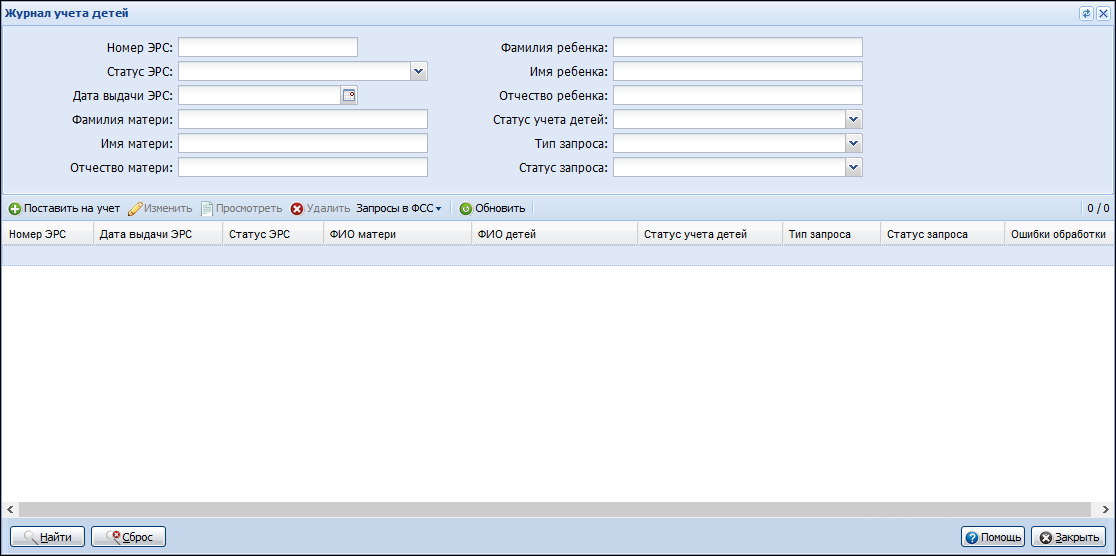 Журнал учета детей
Номер ЭРС:
Фамилия ребенка:
Статус ЭРС:
Имя ребенка:
Дата выдачи ЭРС:
Отчество ребенка:
Фамилия матери:
Статус учета детей:
Имя матери:
Тип запроса:
Отчество матери:
Статус запроса:
Поставить на учет Изменить Просмотреть Удалить Запросы в ФСС Обновить 0 / 0
Номер ЭРС Дата выдачи ЭРС Статус ЭРС ФИО матери ФИО детей Статус учета детей Тип запроса Статус запроса Ошибки обработки
Найти Сброс Помощь Закрыть